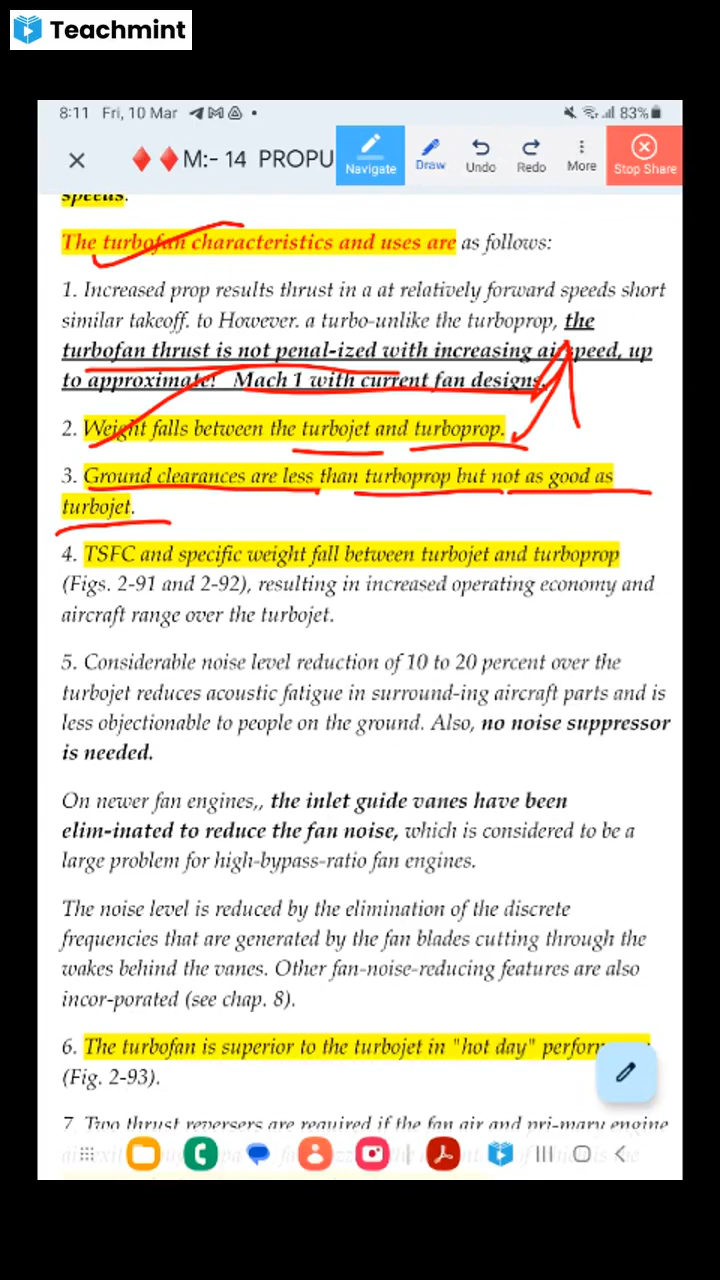 Teachmint
8:11 Fri, 10 Mar
83%
M:- 14 PROPU
Navigate
Draw
Undo
Redo
More
Stop Share
speeds.
The turbofan characteristics and uses are as follows:
1. Increased prop results thrust in a at relatively forward speeds short
similar takeoff. to However. a turbo-unlike the turboprop, the
turbofan thrust is not penal-ized with increasing airspeed, up
to approximate! Mach 1 with current fan designs.
2. Weight falls between the turbojet and turboprop.
3. Ground clearances are less than turboprop but not as good as
turbojet.
4. TSFC and specific weight fall between turbojet and turboprop
(Figs. 2-91 and 2-92), resulting in increased operating economy and
aircraft range over the turbojet.
5. Considerable noise level reduction of 10 to 20 percent over the
turbojet reduces acoustic fatigue in surround-ing aircraft parts and is
less objectionable to people on the ground. Also, no noise suppressor
is needed.
On newer fan engines,, the inlet guide vanes have been
elim-inated to reduce the fan noise, which is considered to be a
large problem for high-bypass-ratio fan engines.
The noise level is reduced by the elimination of the discrete
frequencies that are generated by the fan blades cutting through the
wakes behind the vanes. Other fan-noise-reducing features are also
incor-porated (see chap. 8).
6. The turbofan is superior to the turbojet in "hot day" perform
(Fig. 2-93).
7. Two thrust reversers are required if the fan air and pri-mary engine